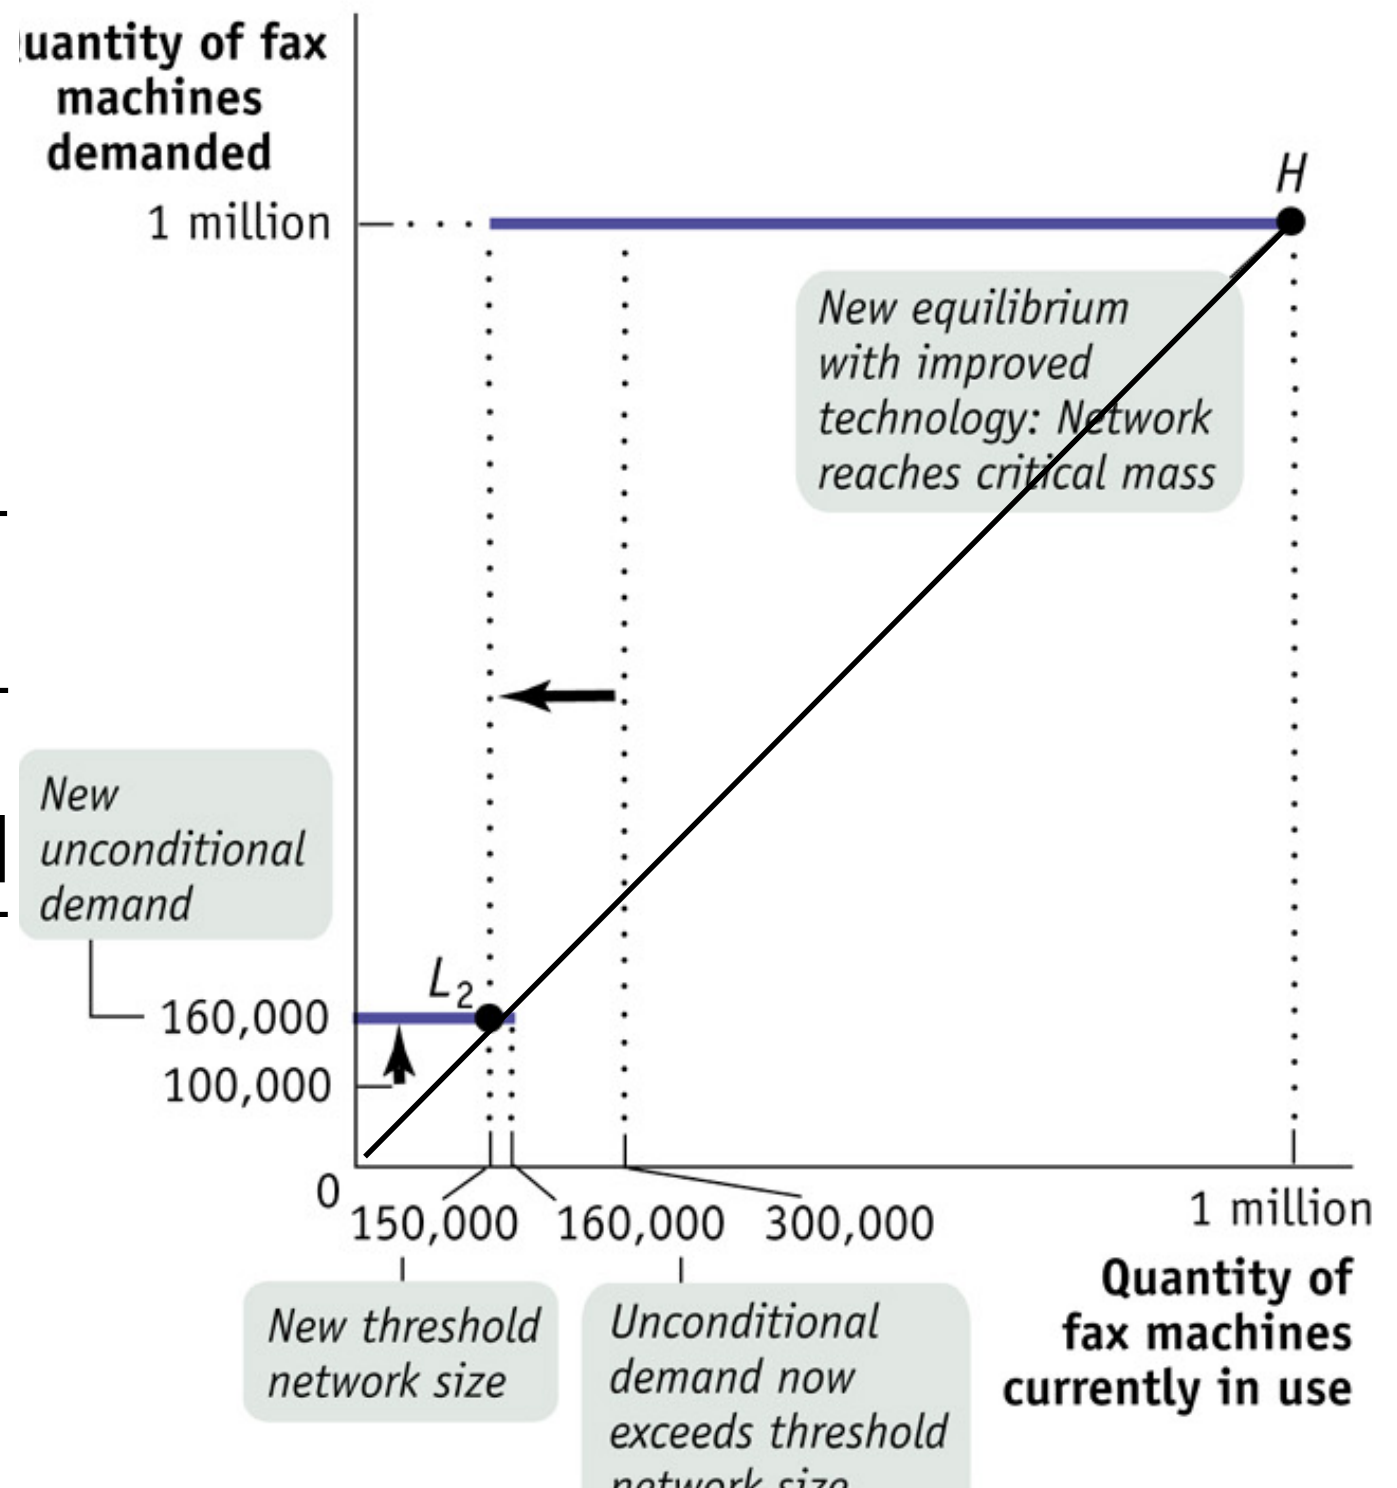 uantity of fax
machines
demanded
1 million
H
New equilibrium
with improved
technology: Network
reaches critical mass
New
unconditional
demand
L2
160,000
100,000
0
150,000 160,000 300,000
1 million
Quantity of
fax machines
currently in use
New threshold
network size
Unconditional
demand now
exceeds threshold
network size